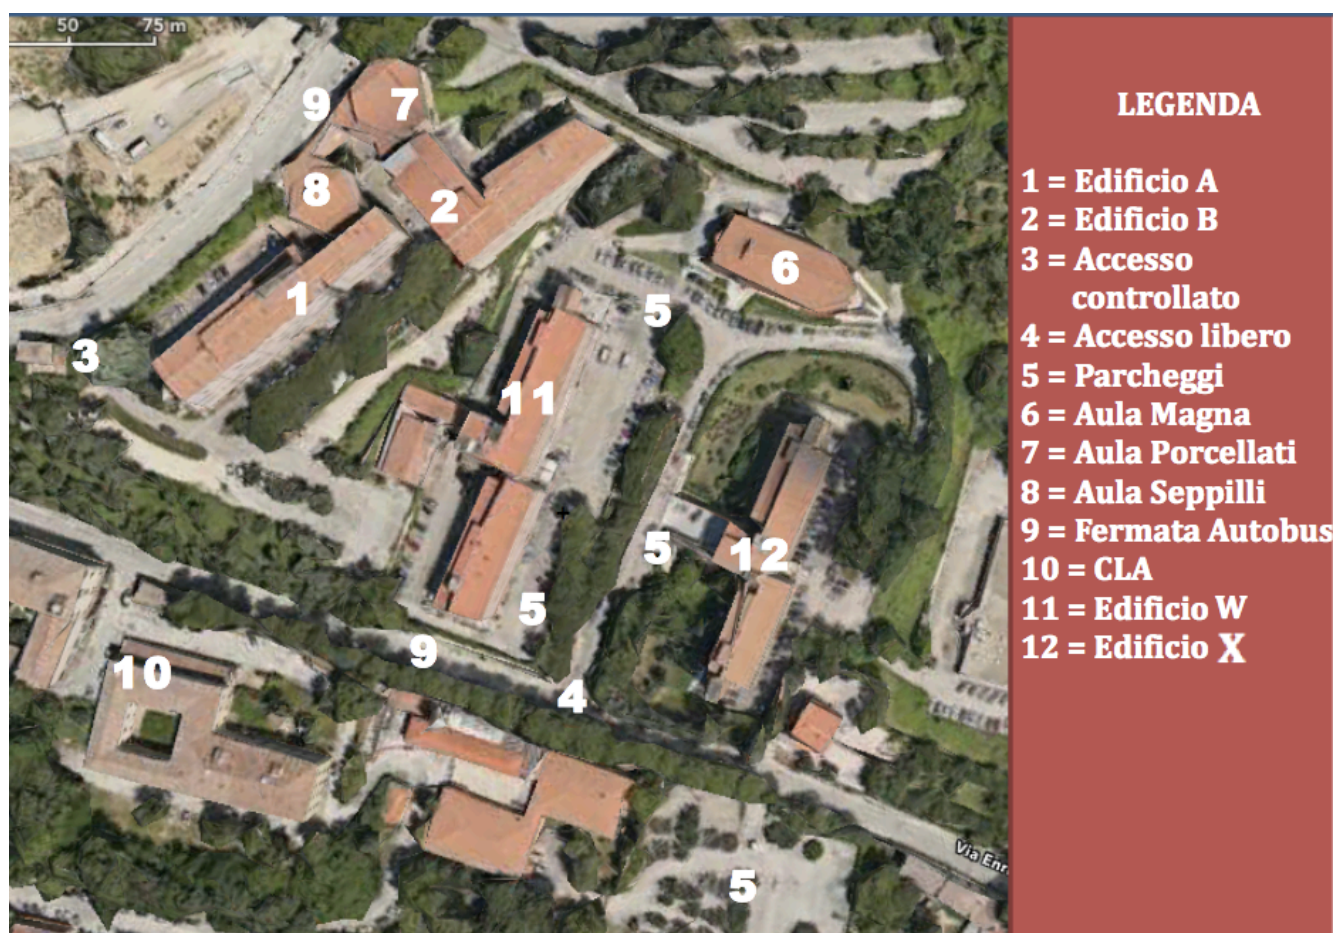 50 75 m
9 7
8 2
1
6
5
3
11
5
12
5
9
10
4
5
Via Enr
LEGENDA
1 = Edificio A
2 = Edificio B
3 = Accesso
controllato
4 = Accesso libero
5 = Parcheggi
6 = Aula Magna
7 = Aula Porcellati
8 = Aula Seppilli
9 = Fermata Autobus
10 = CLA
11 = Edificio W
12 = Edificio X